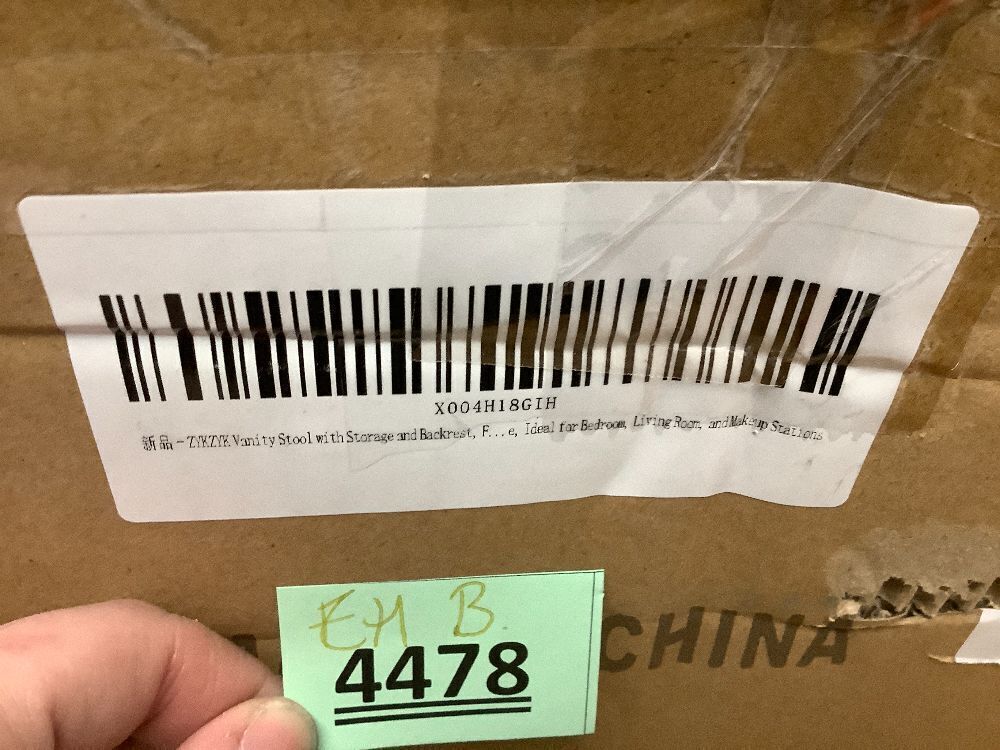 X004H18GIH
新品 - ZYKZYK Vanity Stool with Storage and Backrest, F...e, Ideal for Bedroom, Living Room, and Makeup Stations
EH B
4478
CHINA